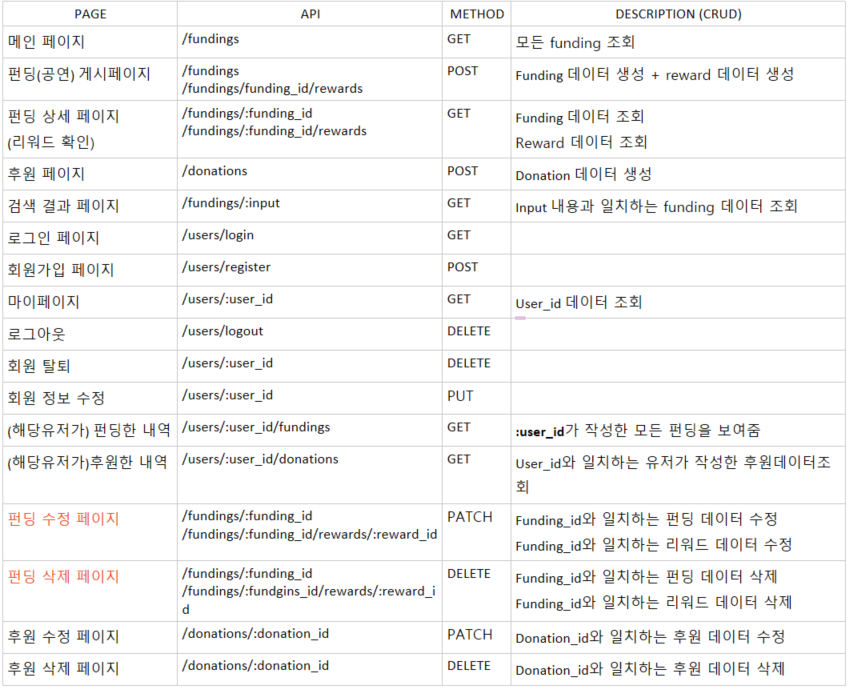 PAGE API METHOD DESCRIPTION (CRUD)
메인 페이지 /fundings GET 모든 funding 조회
펀딩(공연) 게시페이지 /fundings POST Funding 데이터 생성 + reward 데이터 생성
/fundings/funding_id/rewards
펀딩 상세 페이지 /fundings/:funding_id GET Funding 데이터 조회
(리워드 확인) /fundings/:funding_id/rewards Reward 데이터 조회
후원 페이지 /donations POST Donation 데이터 생성
검색 결과 페이지 /fundings/:input GET Input 내용과 일치하는 funding 데이터 조회
로그인 페이지 /users/login GET
회원가입 페이지 /users/register POST
마이페이지 /users/:user_id GET User_id 데이터 조회
로그아웃 /users/logout DELETE
회원 탈퇴 /users/:user_id DELETE
회원 정보 수정 /users/:user_id PUT
(해당유저가) 펀딩한 내역 /users/:user_id/fundings GET :user_id가 작성한 모든 펀딩을 보여줌
(해당유저가)후원한 내역 /users/:user_id/donations GET User_id와 일치하는 유저가 작성한 후원데이터조
회
펀딩 수정 페이지 /fundings/:funding_id PATCH Funding_id와 일치하는 펀딩 데이터 수정
/fundings/:funding_id/rewards/:reward_id Funding_id와 일치하는 리워드 데이터 수정
펀딩 삭제 페이지 /fundings/:funding_id DELETE Funding_id와 일치하는 펀딩 데이터 삭제
/fundings/:fundgins_id/rewards/:reward_i Funding_id와 일치하는 리워드 데이터 삭제
d
후원 수정 페이지 /donations/:donation_id PATCH Donation_id와 일치하는 후원 데이터 수정
후원 삭제 페이지 /donations/:donation_id DELETE Donation_id와 일치하는 후원 데이터 삭제